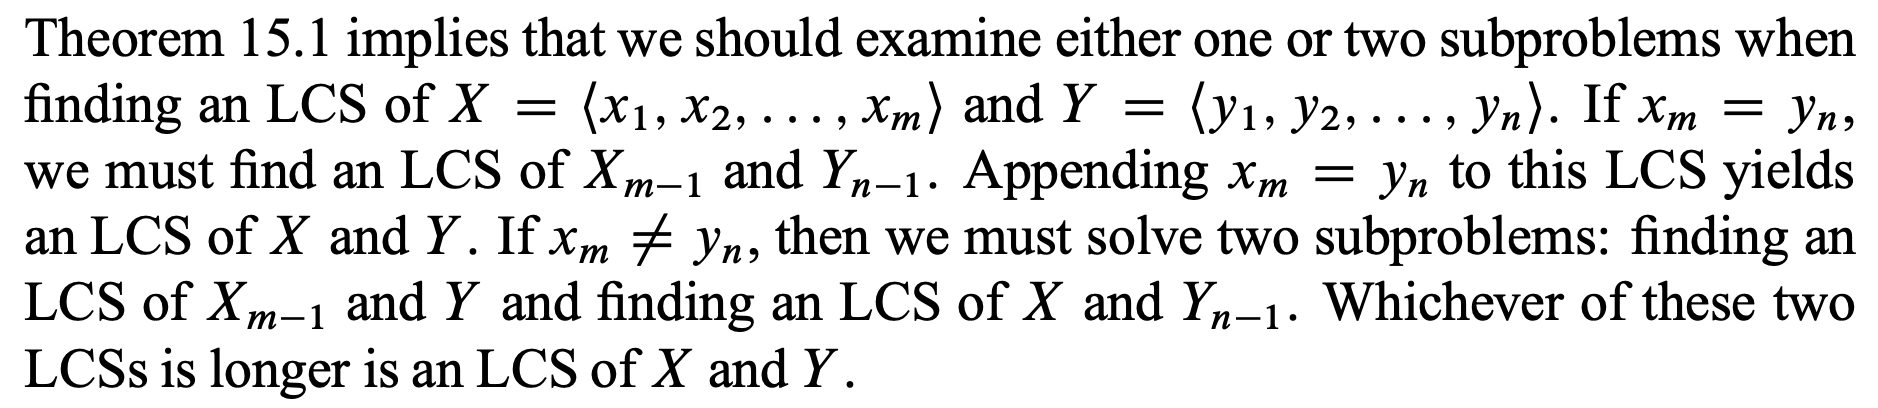 Theorem 15.1 implies that we should examine either one or two subproblems when
finding an LCS of X = ⟨x₁, x₂, . . . , xₘ⟩ and Y = ⟨y₁, y₂, . . . , yₙ⟩. If xₘ = yₙ,
we must find an LCS of Xₘ₋₁ and Yₙ₋₁. Appending xₘ = yₙ to this LCS yields
an LCS of X and Y. If xₘ ≠ yₙ, then we must solve two subproblems: finding an
LCS of Xₘ₋₁ and Y and finding an LCS of X and Yₙ₋₁. Whichever of these two
LCSs is longer is an LCS of X and Y.